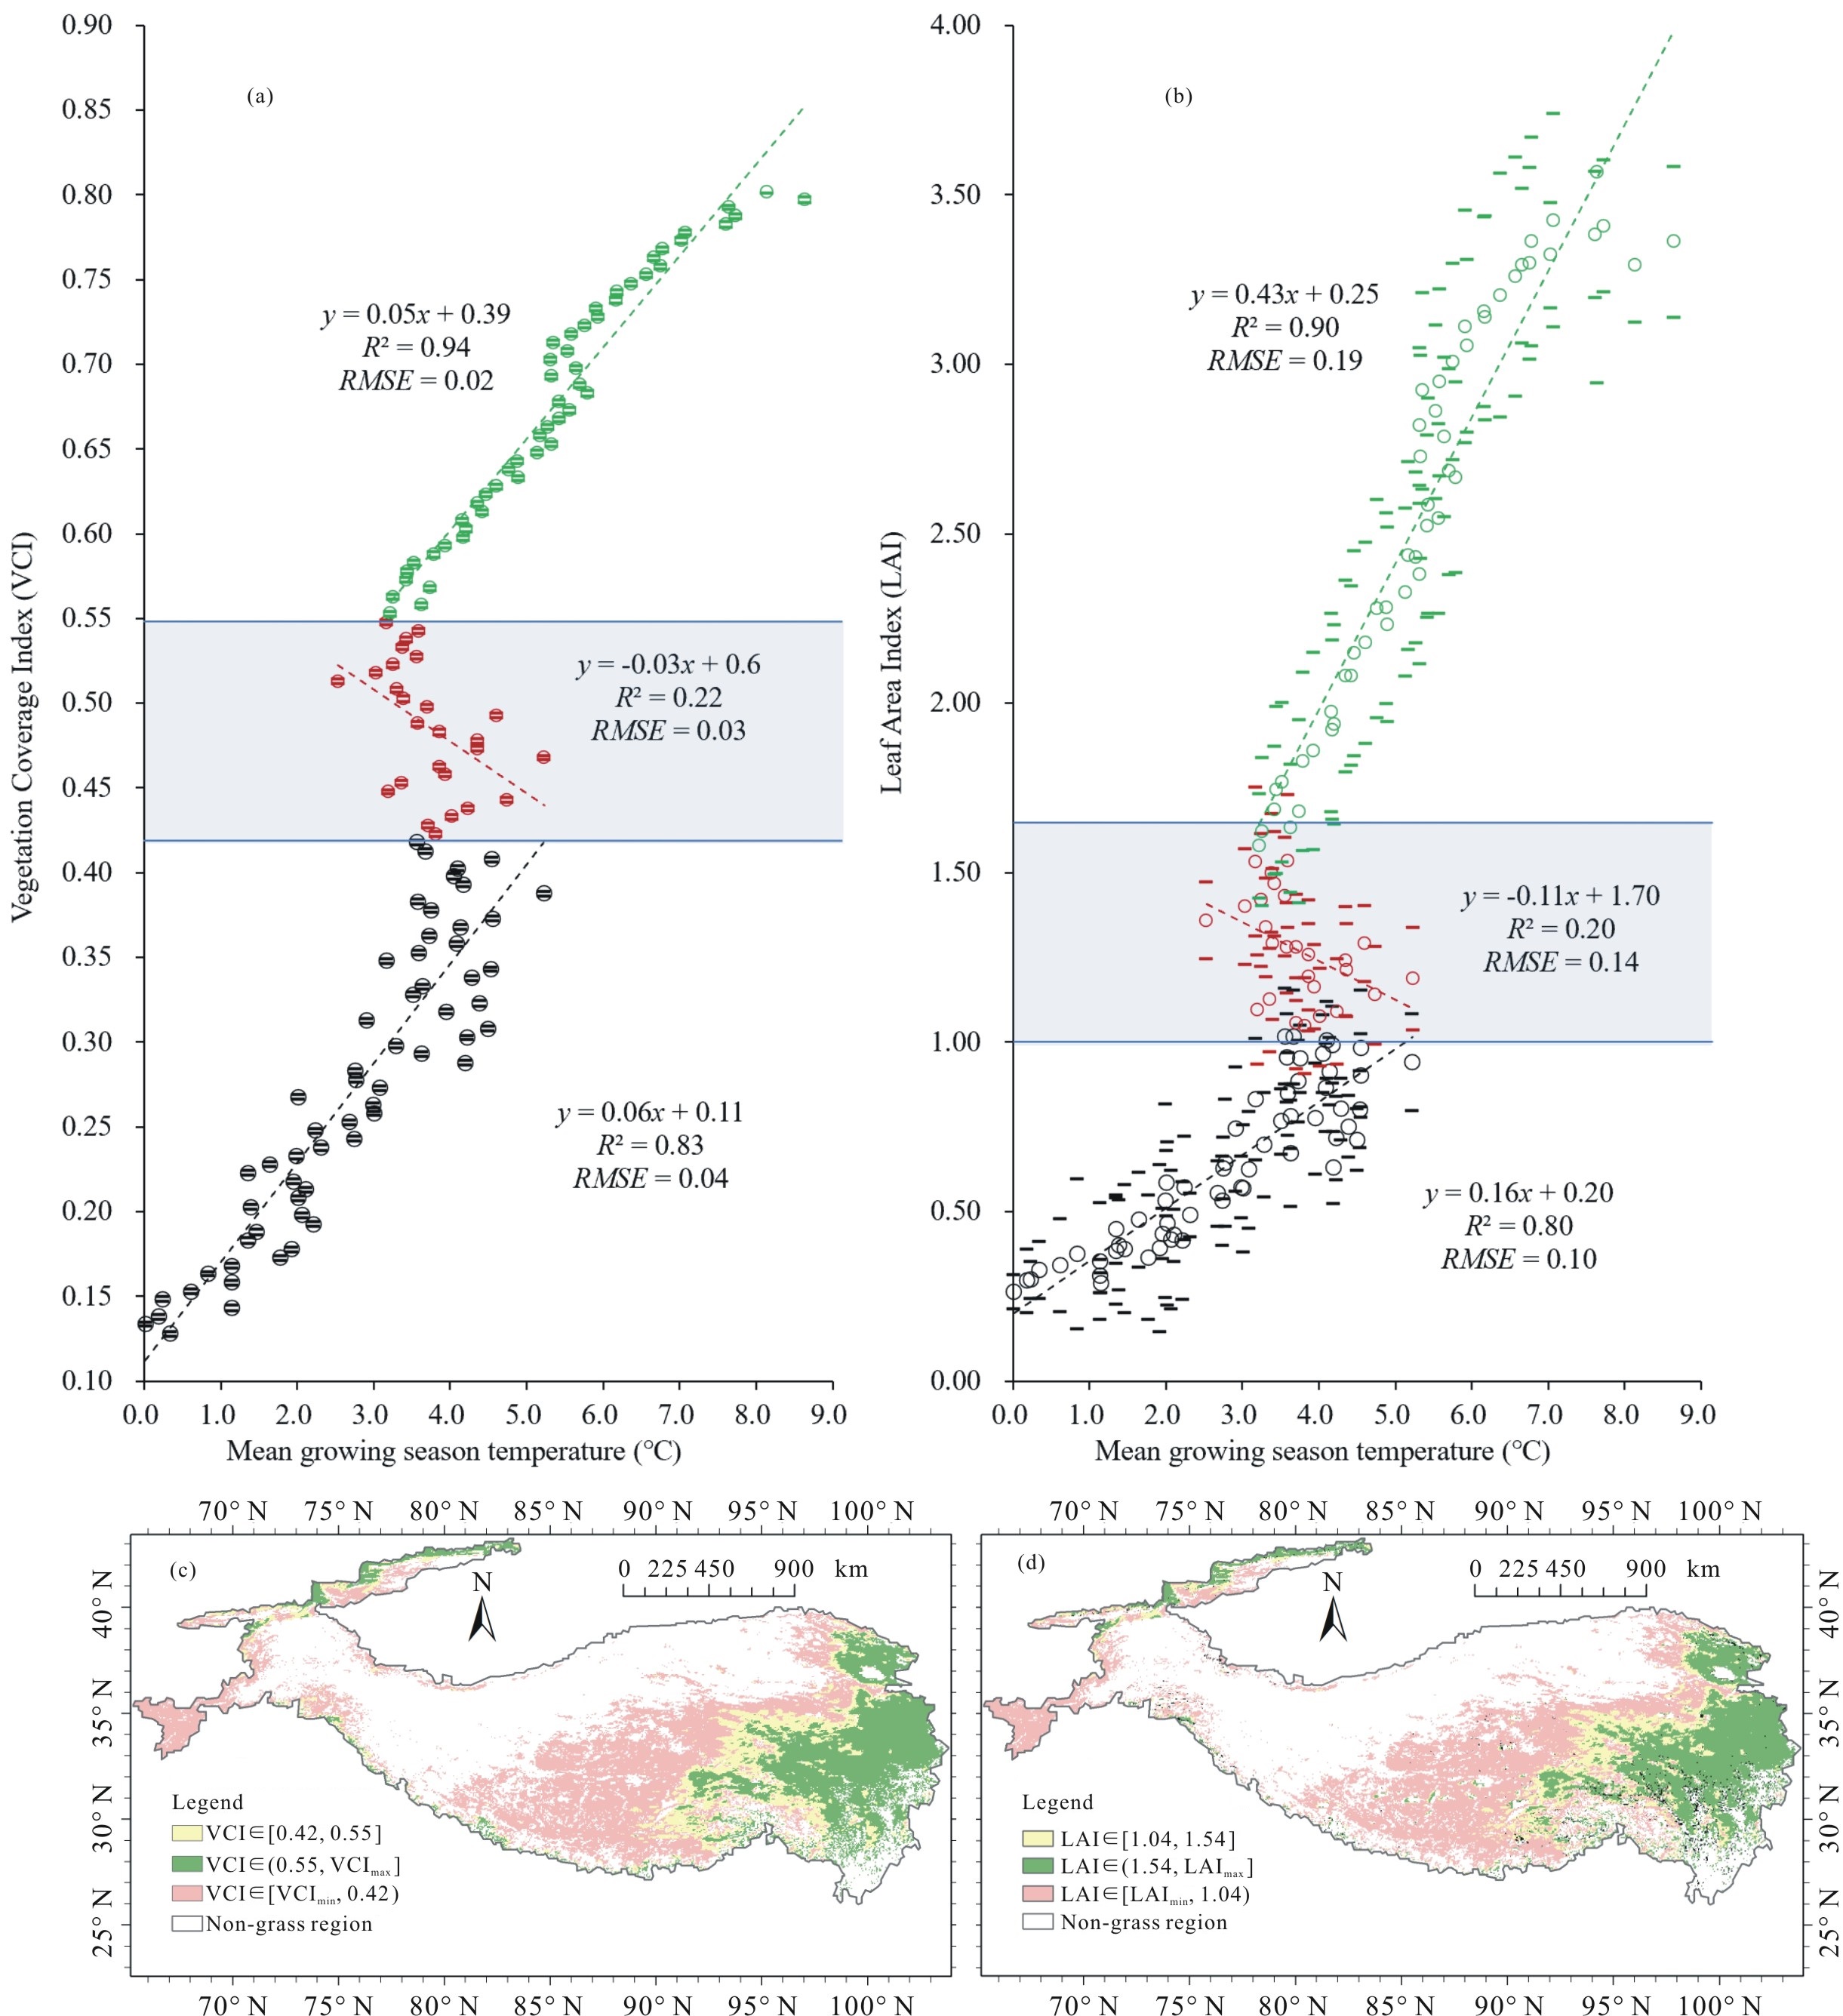 (a)
0.90
0.85
0.80
0.75
0.70
0.65
0.60
0.55
0.50
0.45
0.40
0.35
0.30
0.25
0.20
0.15
0.10
Vegetation Coverage Index (VCI)
y = 0.05x + 0.39
R² = 0.94
RMSE = 0.02
y = -0.03x + 0.6
R² = 0.22
RMSE = 0.03
y = 0.06x + 0.11
R² = 0.83
RMSE = 0.04
0.0 1.0 2.0 3.0 4.0 5.0 6.0 7.0 8.0 9.0
Mean growing season temperature (°C)
(b)
4.00
3.50
3.00
2.50
2.00
1.50
1.00
0.50
0.00
Leaf Area Index (LAI)
y = 0.43x + 0.25
R² = 0.90
RMSE = 0.19
y = -0.11x + 1.70
R² = 0.20
RMSE = 0.14
y = 0.16x + 0.20
R² = 0.80
RMSE = 0.10
0.0 1.0 2.0 3.0 4.0 5.0 6.0 7.0 8.0 9.0
Mean growing season temperature (°C)
70° N 75° N 80° N 85° N 90° N 95° N 100° N
(c)
0 225 450 900 km
N
40° N
35° N
30° N
25° N
Legend
VCI∈[0.42, 0.55]
VCI∈(0.55, VCImax]
VCI∈[VCImin, 0.42)
Non-grass region
70° N 75° N 80° N 85° N 90° N 95° N 100° N
70° N 75° N 80° N 85° N 90° N 95° N 100° N
(d)
0 225 450 900 km
N
40° N
35° N
30° N
25° N
Legend
LAI∈[1.04, 1.54]
LAI∈(1.54, LAImax]
LAI∈[LAImin, 1.04)
Non-grass region
70° N 75° N 80° N 85° N 90° N 95° N 100° N